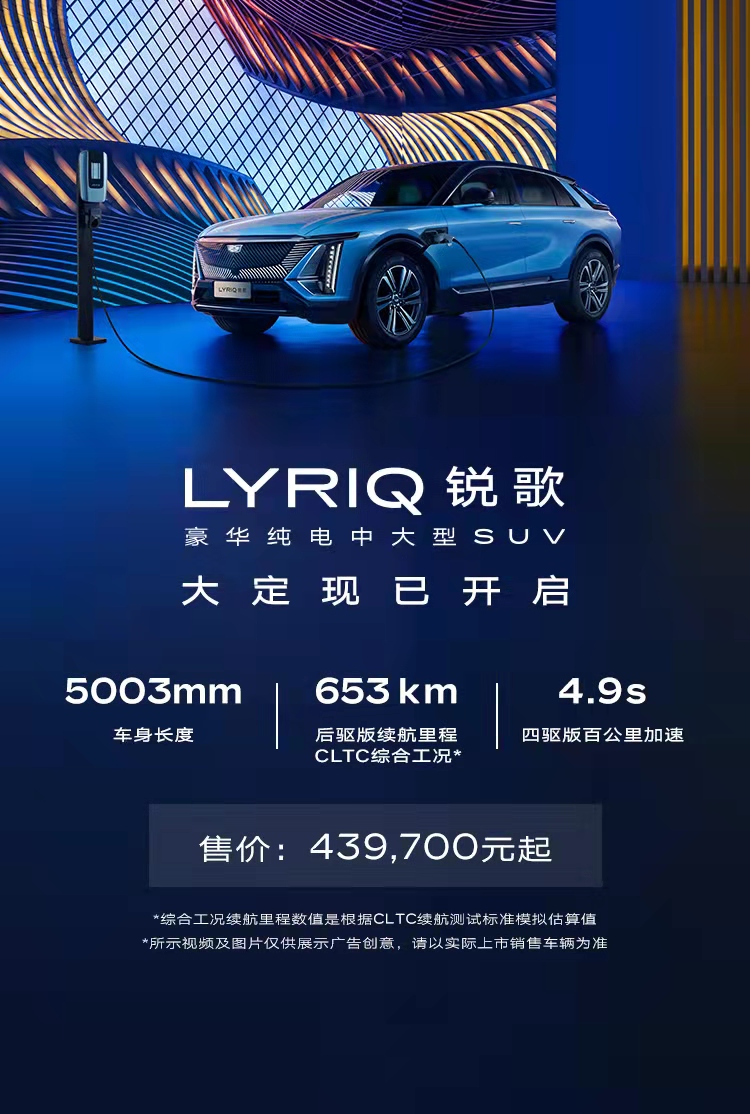 LYRIQ锐歌
LYRIQ 锐歌
豪华纯电中大型SUV
大定现已开启
5003mm
车身长度
653km
后驱版续航里程
CLTC综合工况*
4.9s
四驱版百公里加速
售价：439,700元起
*综合工况续航里程数值是根据CLTC续航测试标准模拟估算值
*所示视频及图片仅供展示广告创意，请以实际上市销售车辆为准